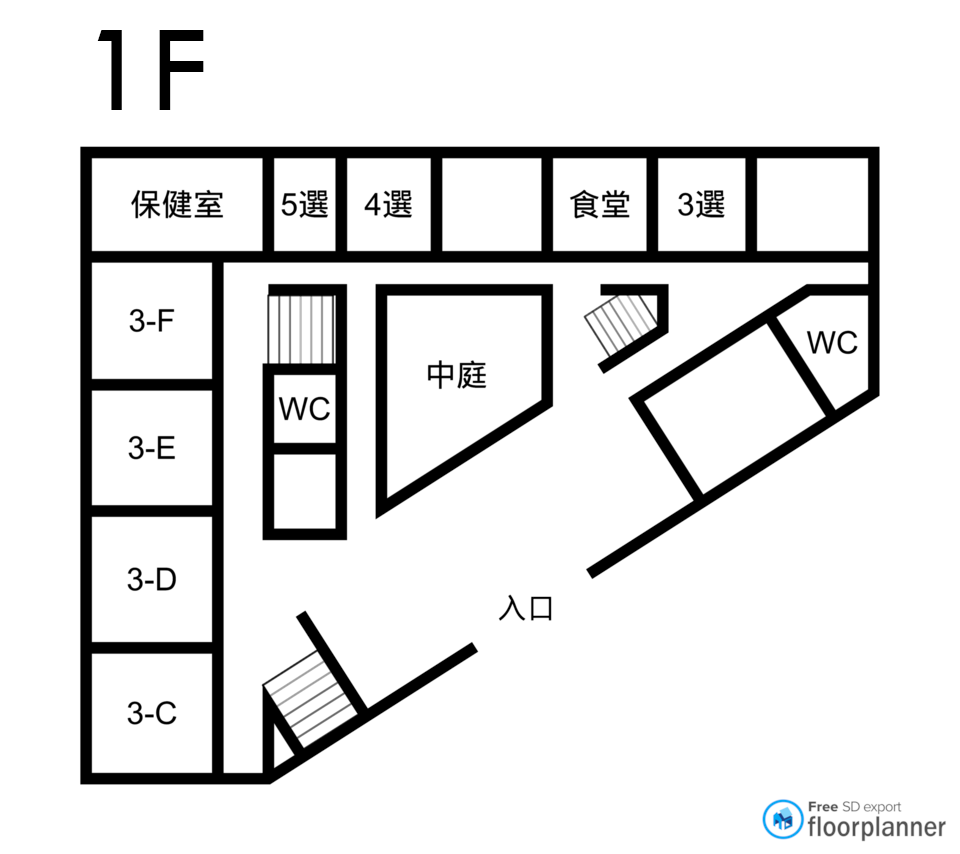 1F
保健室
5選
4選
食堂
3選
3-F
中庭
WC
3-E
WC
3-D
入口
3-C
Free SD export
floorplanner